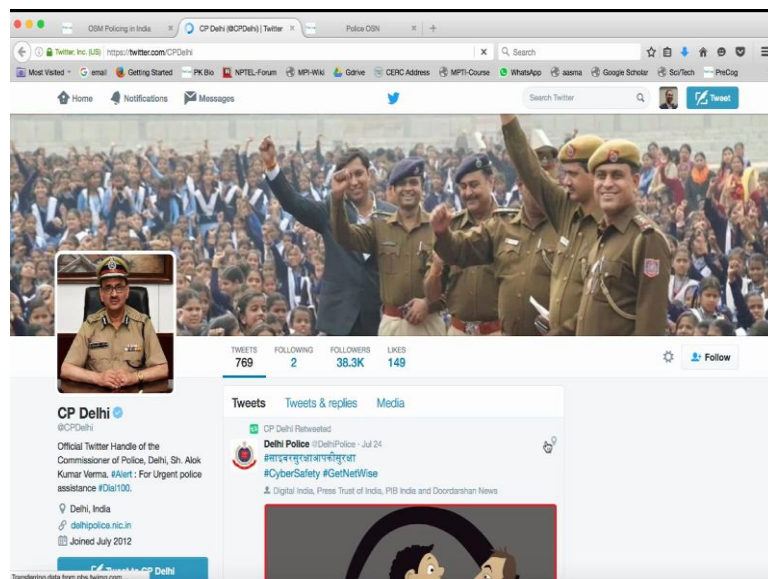 OSM Policing in India
CP Delhi (@CPDelhi) | Twitter
Police OSN
Twitter, Inc. (US)
https://twitter.com/CPDelhi
Search
Most Visited
G email
Getting Started
PK Bio
NPTEL-Forum
MPI-Wiki
Gdrive
CERC Address
MPTI-Course
WhatsApp
aasma
Google Scholar
Sci/Tech
PreCog
Home
Notifications
Messages
Search Twitter
Tweet
TWEETS
769
FOLLOWING
2
FOLLOWERS
38.3K
LIKES
149
Follow
CP Delhi
@CPDelhi
Official Twitter Handle of the
Commissioner of Police, Delhi, Sh. Alok
Kumar Verma. #Alert : For Urgent police
assistance #Dial100.
Delhi, India
delhipolice.nic.in
Joined July 2012
Tweet to CP Delhi
Tweets
Tweets & replies
Media
CP Delhi Retweeted
Delhi Police @DelhiPolice · Jul 24
#साइबरसुरक्षाआपकीसुरक्षा
#CyberSafety #GetNetWise
Digital India, Press Trust of India, PIB India and Doordarshan News
Transferring data from pbs.twimg.com...